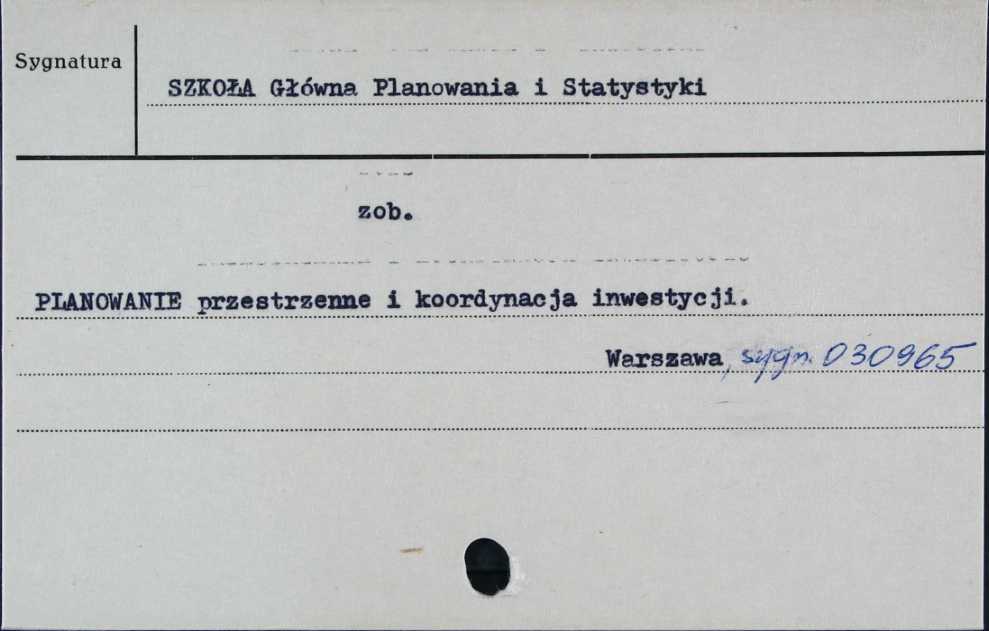 Sygnatura
SZKOŁA Główna Planowania i Statystyki
zob.
PLANOWANIE przestrzenne i koordynacja inwestycji.
Warszawa, sygn. 030965